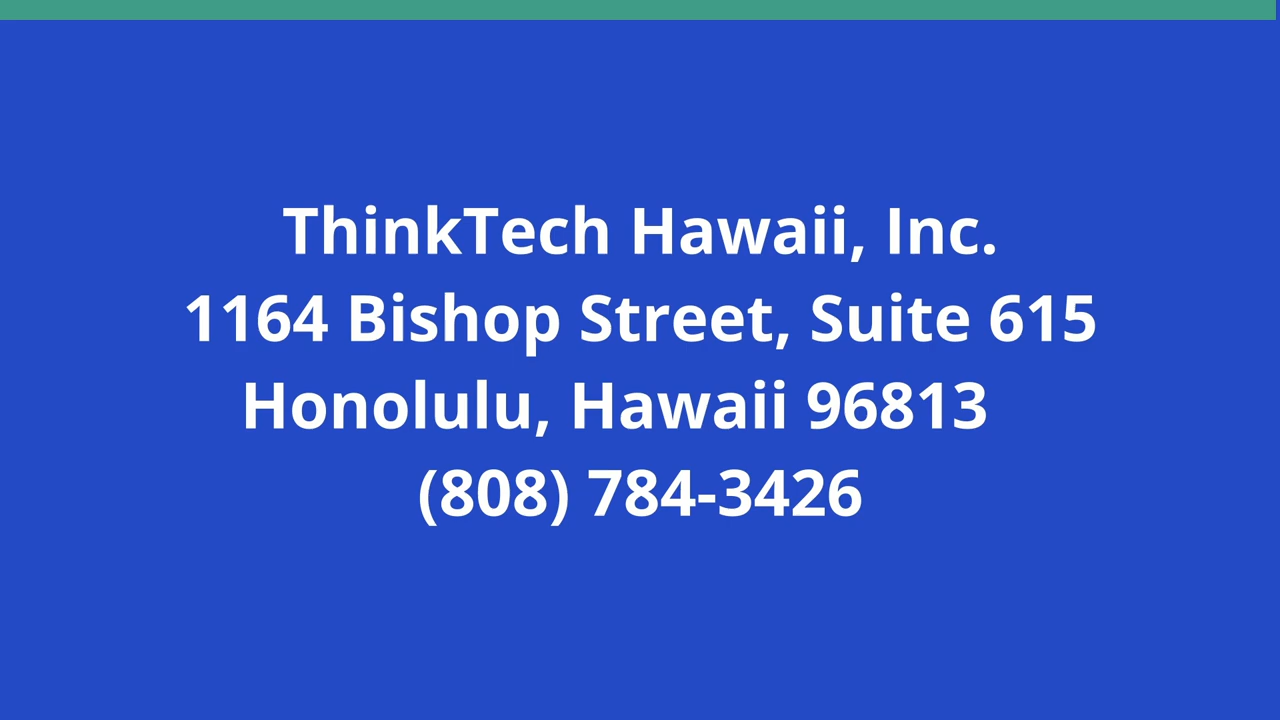 ThinkTech Hawaii, Inc.
1164 Bishop Street, Suite 615
Honolulu, Hawaii 96813
(808) 784-3426